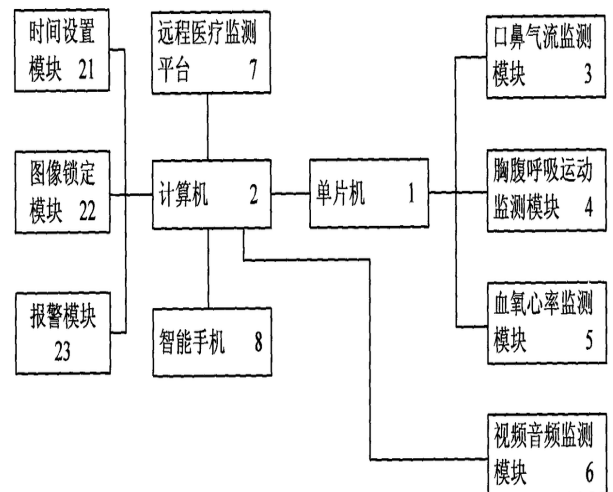 时间设置
模块 21
远程医疗监测
平台 7
口鼻气流监测
模块 3
图像锁定
模块 22
计算机 2
单片机 1
胸腹呼吸运动
监测模块 4
报警模块
23
智能手机 8
血氧心率监测
模块 5
视频音频监测
模块 6